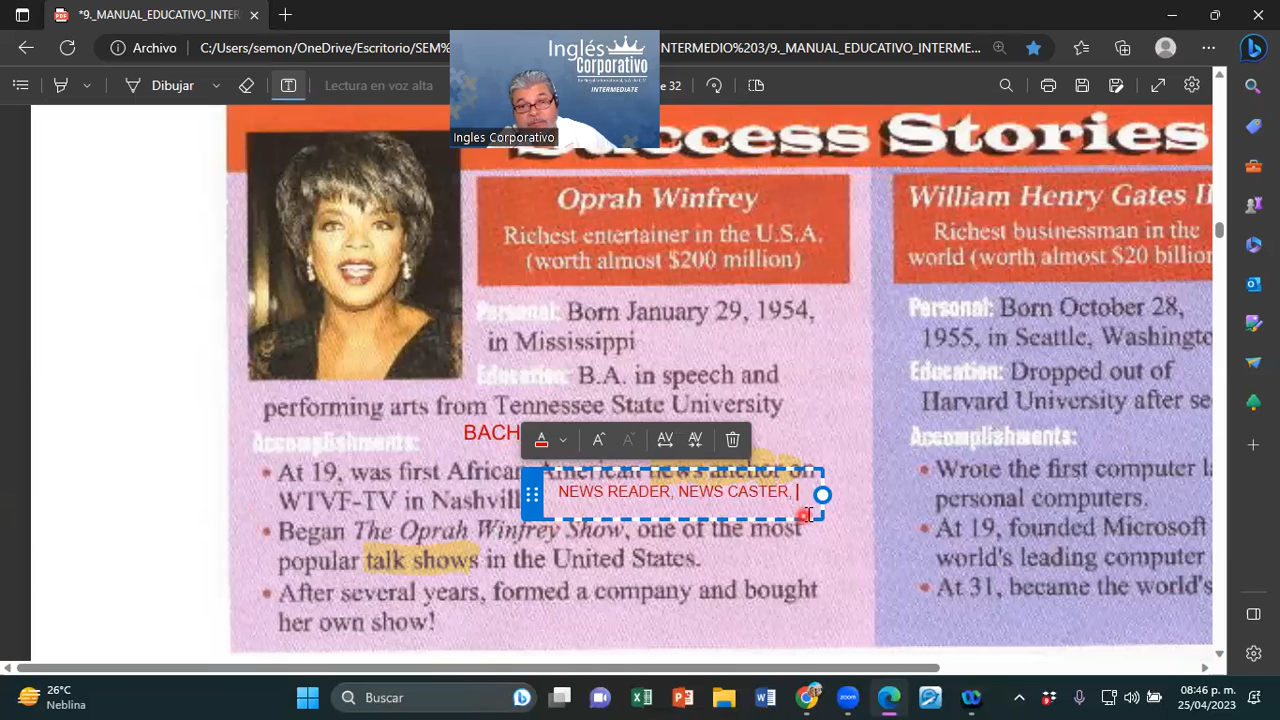 *9_MANUAL_EDUCATIVO_INTER
Archivo
C:/Users/semon/OneDrive/Escritorio/SEM%
INTERMEDIO%203/9._MANUAL_EDUCATIVO_INTERME...
Dibujar
Lectura en voz alta
de 32
Inglés
Corporativo
INTERMEDIATE
Ingles Corporativo
Success Stories
Oprah Winfrey
Richest entertainer in the U.S.A.
(worth almost $200 million)
Personal: Born January 29, 1954,
in Mississippi
Education: B.A. in speech and
performing arts from Tennessee State University
BACH
Accomplishments:
• At 19, was first African American news anchor on
WTVF-TV in Nashvill
NEWS READER, NEWS CASTER,
• Began The Oprah Winfrey Show, one of the most
popular talk shows in the United States.
• After several years, formed a company and bought
her own show!
William Henry Gates II
Richest businessman in the
world (worth almost $20 billion
Personal: Born October 28,
1955, in Seattle, Washingto
Education: Dropped out of
Harvard University after se
Accomplishments:
• Wrote the first computer la
personal computers.
• At 19, founded Microsoft
world's leading computer
• At 31, became the world's
26°C
Neblina
Buscar
08:46 p. m.
25/04/2023